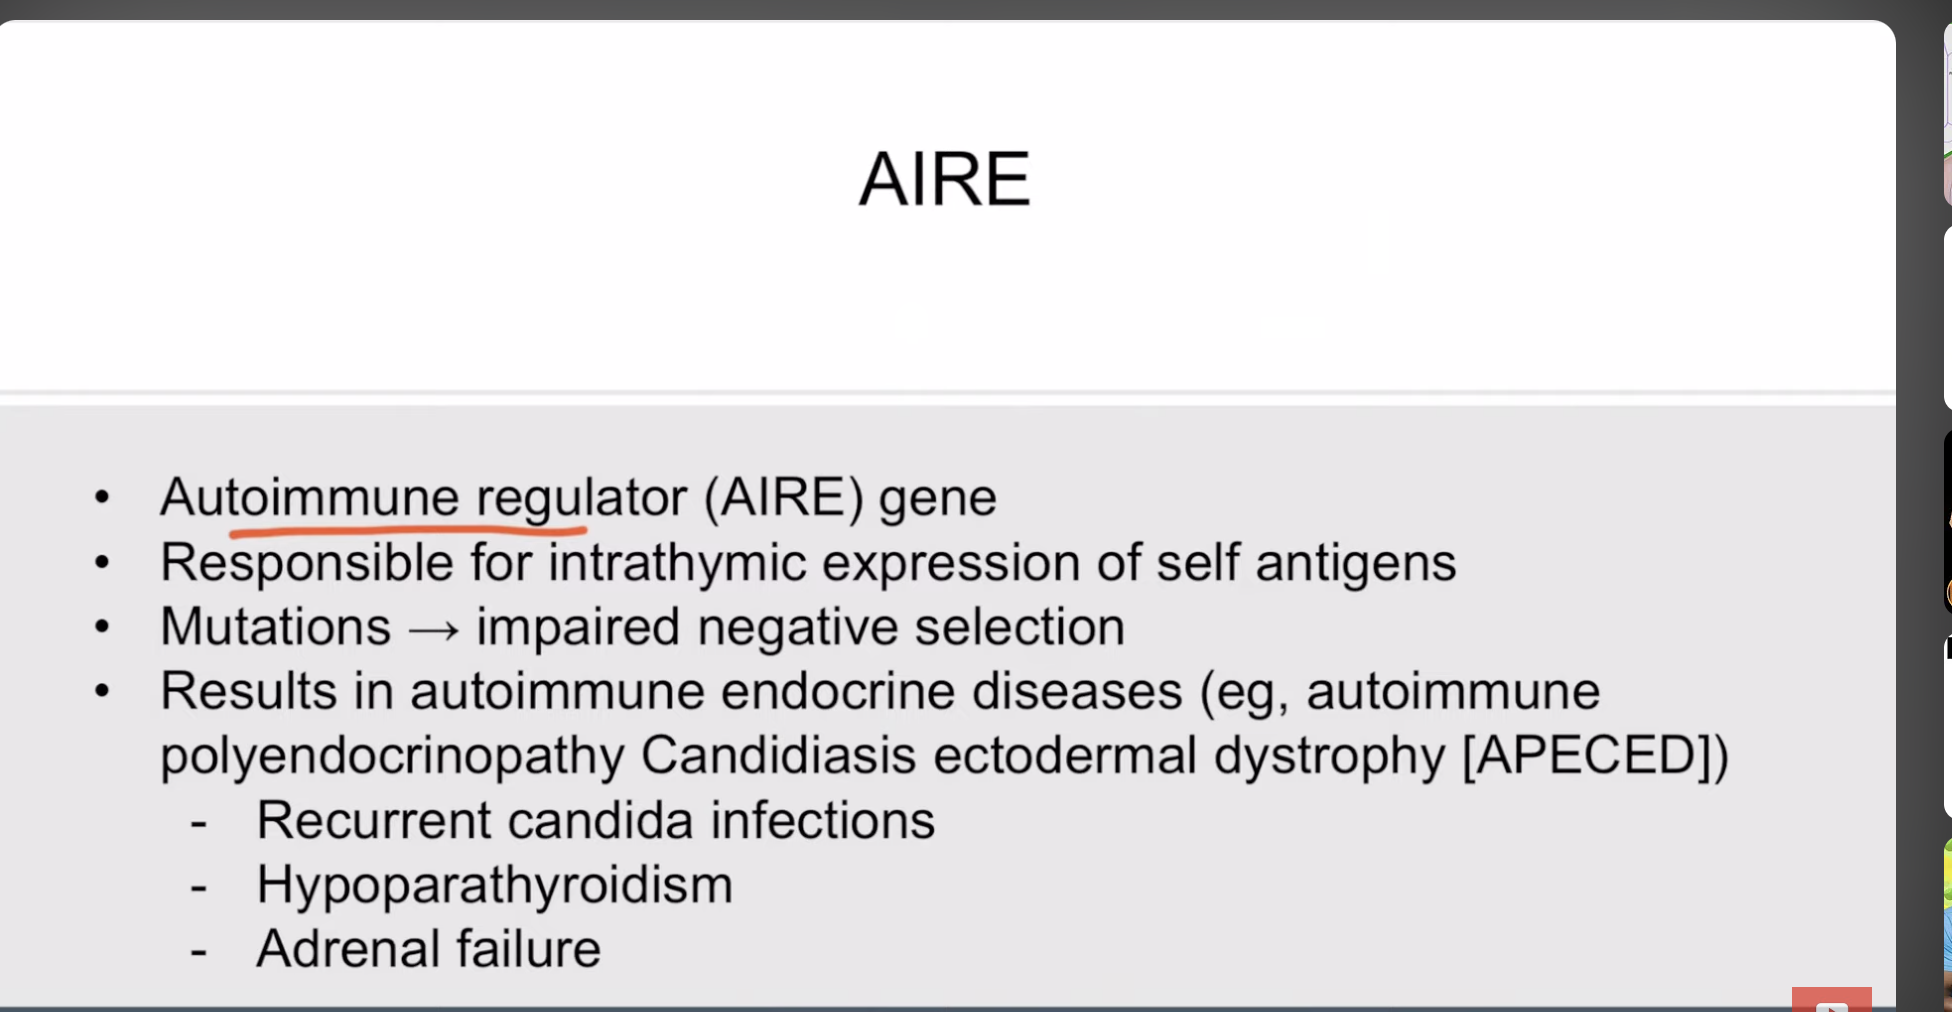 AIRE
• Autoimmune regulator (AIRE) gene
• Responsible for intrathymic expression of self antigens
• Mutations → impaired negative selection
• Results in autoimmune endocrine diseases (eg, autoimmune
polyendocrinopathy Candidiasis ectodermal dystrophy [APECED])
- Recurrent candida infections
- Hypoparathyroidism
- Adrenal failure